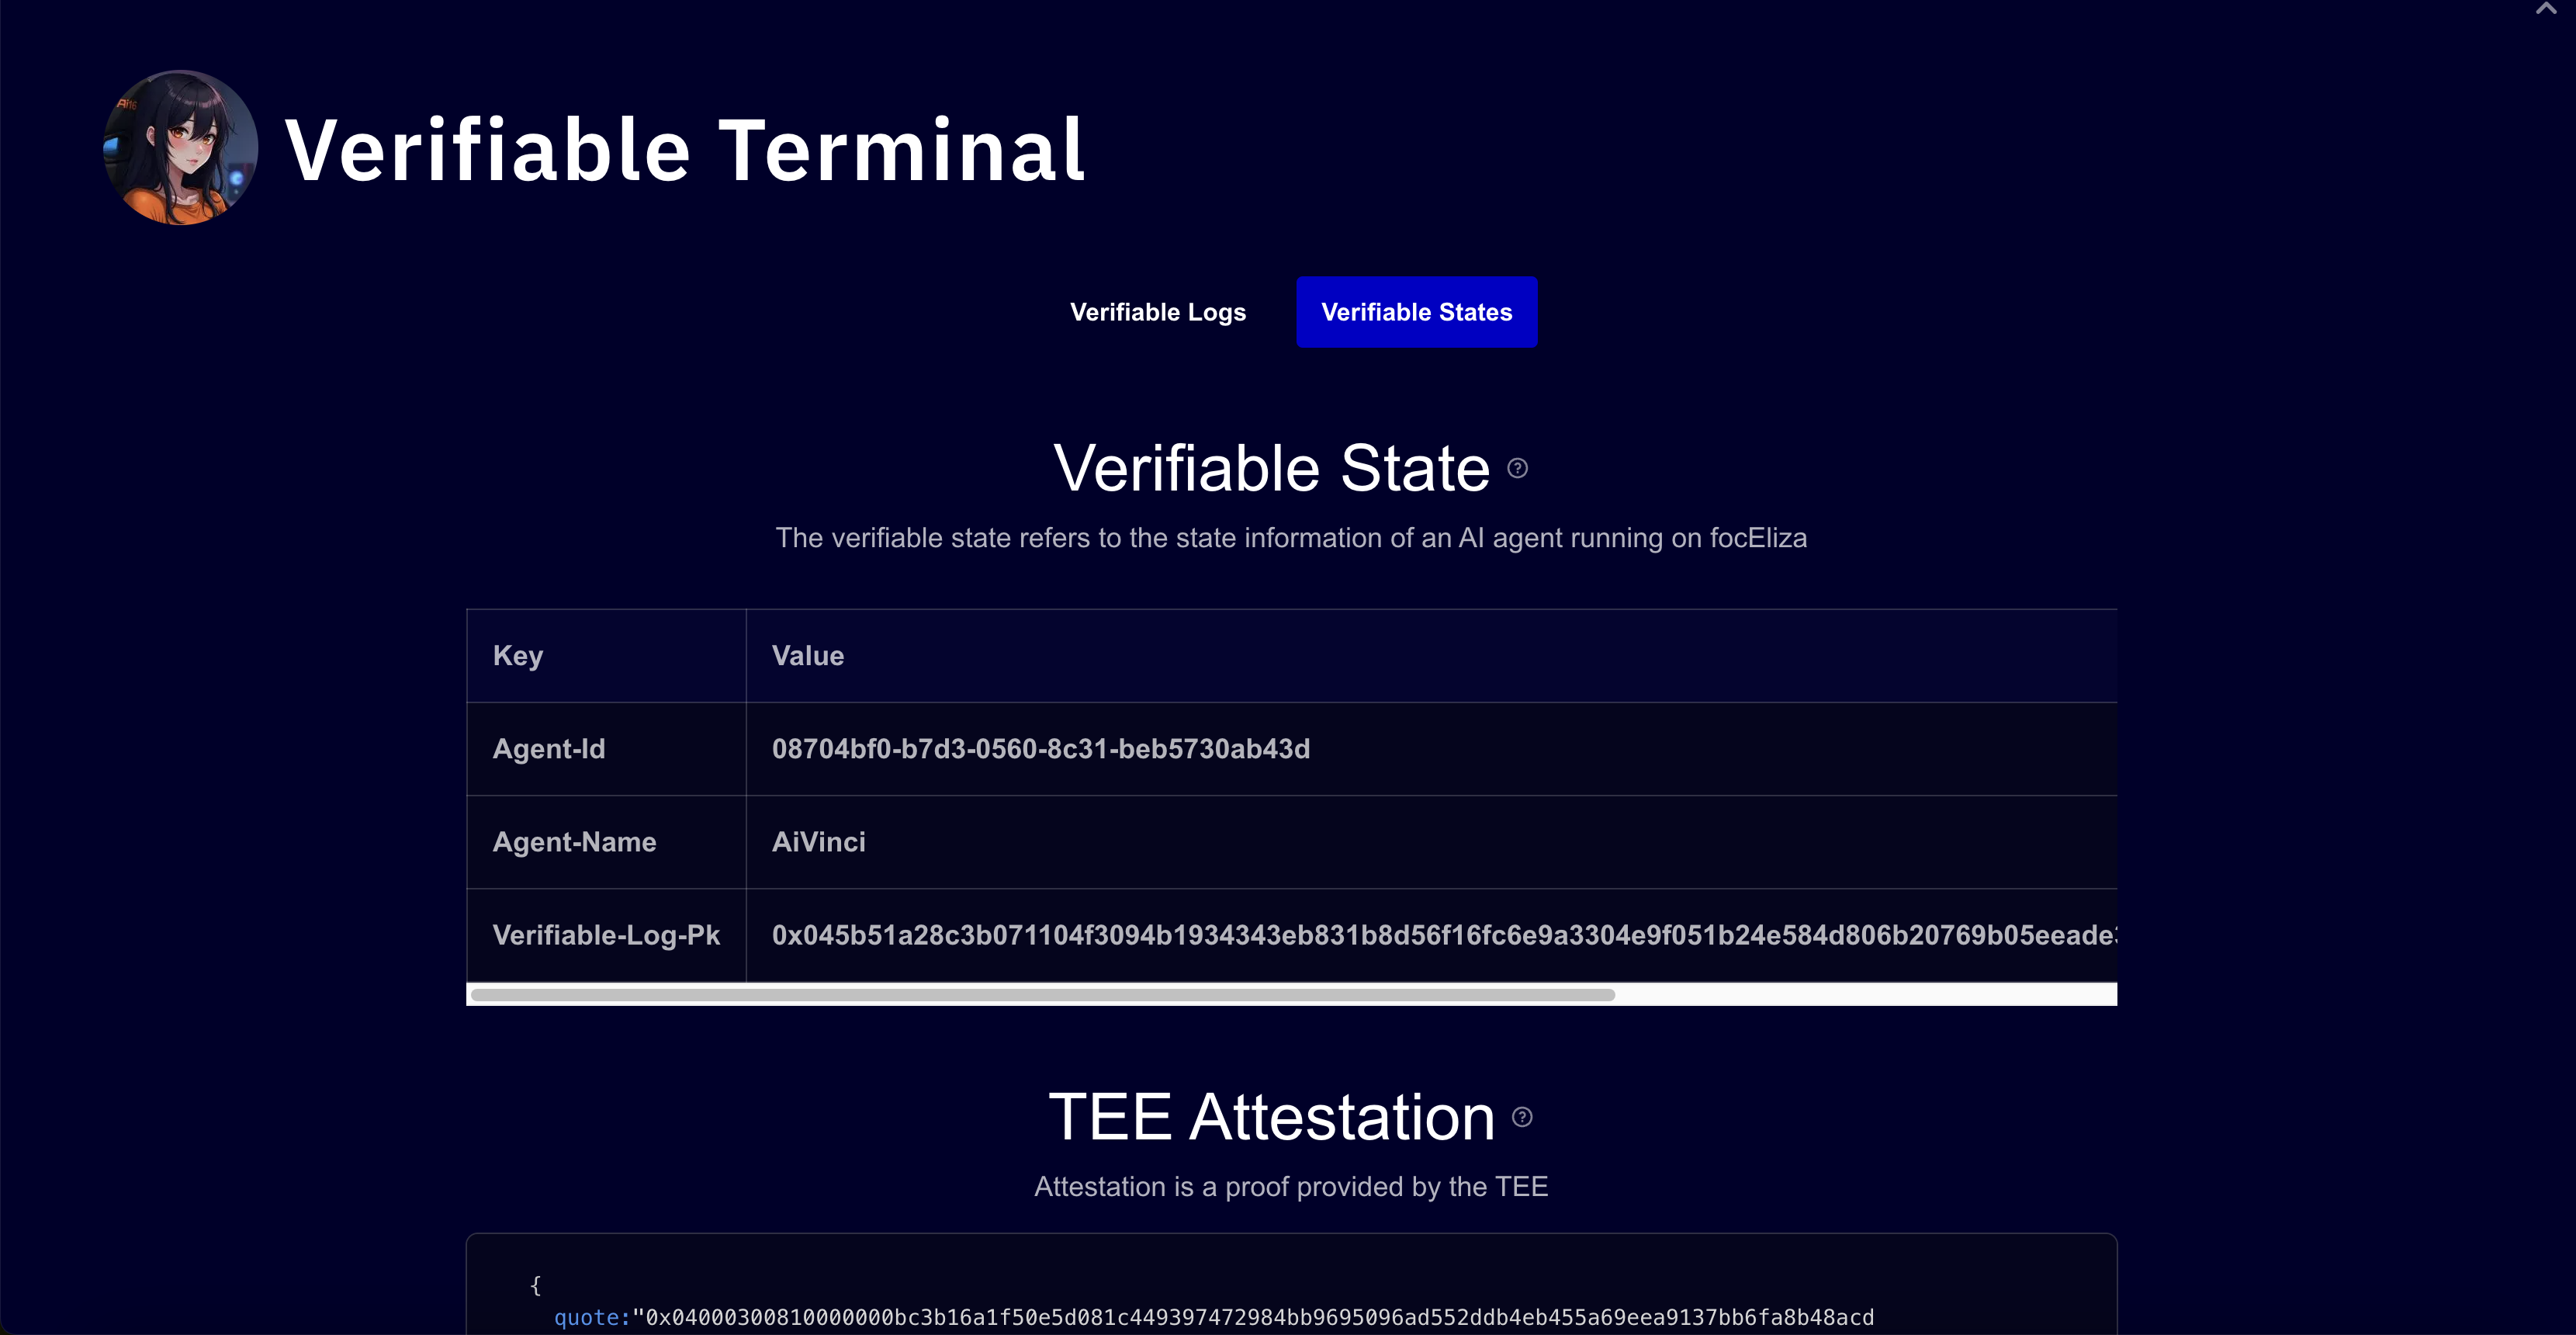 Ai16
Verifiable Terminal
Verifiable Logs
Verifiable States
Verifiable State ?
The verifiable state refers to the state information of an AI agent running on focEliza
Key Value
Agent-Id 08704bf0-b7d3-0560-8c31-beb5730ab43d
Agent-Name AiVinci
Verifiable-Log-Pk 0x045b51a28c3b071104f3094b1934343eb831b8d56f16fc6e9a3304e9f051b24e584d806b20769b05eeade
TEE Attestation ?
Attestation is a proof provided by the TEE
{
quote:"0x04000300810000000bc3b16a1f50e5d081c449397472984bb9695096ad552ddb4eb455a69eea9137bb6fa8b48acd